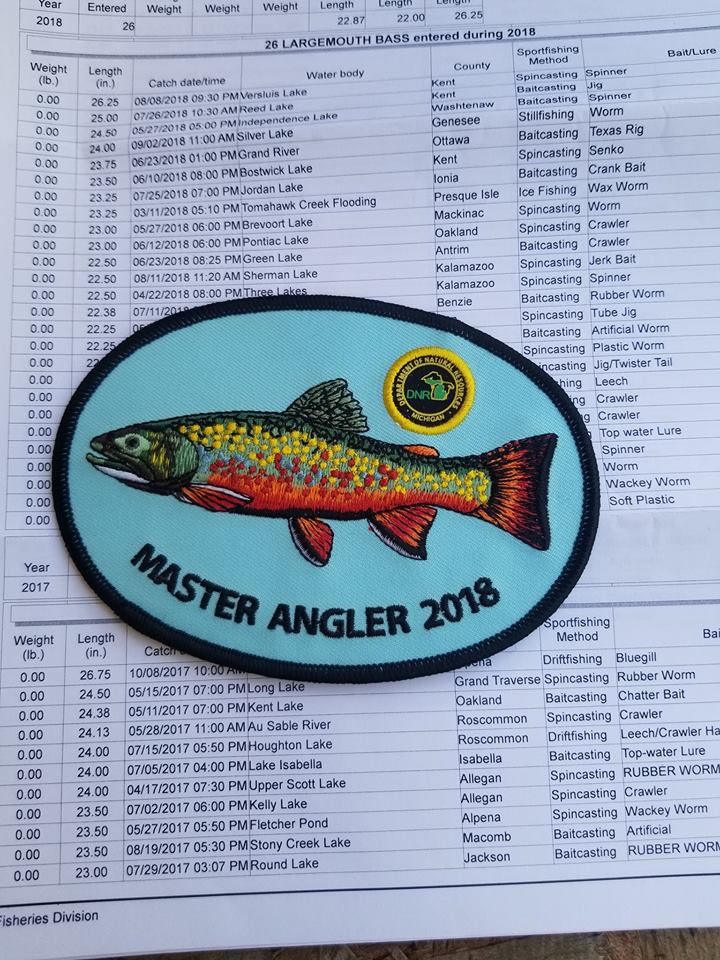 Year Entered Weight Weight Weight Length Length Length
2018 26 22.87 22.00 26.25
26 LARGEMOUTH BASS entered during 2018
Weight (lb.) Length (in.) Catch date/time Water body County Sportfishing Method Bait/Lure
0.00 26.25 08/08/2018 09:30 PM Versluis Lake Kent Spincasting Spinner
0.00 25.00 07/26/2018 10:30 AM Reed Lake Kent Baitcasting Jig
0.00 24.50 05/27/2018 05:00 PM Independence Lake Washtenaw Baitcasting Spinner
0.00 24.00 09/02/2018 11:00 AM Silver Lake Genesee Stillfishing Worm
0.00 23.75 06/23/2018 01:00 PM Grand River Ottawa Baitcasting Texas Rig
0.00 23.50 06/10/2018 08:00 PM Bostwick Lake Kent Spincasting Senko
0.00 23.25 07/25/2018 07:00 PM Jordan Lake Ionia Baitcasting Crank Bait
0.00 23.25 03/11/2018 05:10 PM Tomahawk Creek Flooding Presque Isle Ice Fishing Wax Worm
0.00 23.00 05/27/2018 06:00 PM Brevoort Lake Mackinac Spincasting Worm
0.00 23.00 06/12/2018 06:00 PM Pontiac Lake Oakland Spincasting Crawler
0.00 22.50 06/23/2018 08:25 PM Green Lake Antrim Baitcasting Crawler
0.00 22.50 08/11/2018 11:20 AM Sherman Lake Kalamazoo Spincasting Jerk Bait
0.00 22.50 04/22/2018 08:00 PM Three Lakes Kalamazoo Spincasting Spinner
0.00 22.38 07/11/201 Benzie Baitcasting Rubber Worm
0.00 22.25 Spincasting Tube Jig
0.00 22.25 Baitcasting Artificial Worm
0.00 22 Spincasting Plastic Worm
0.00 ncasting Jig/Twister Tail
0.00 hing Leech
0.00 Crawler
0.00 Crawler
0.00 Top water Lure
0.00 Spinner
0.00 Worm
0.00 Wackey Worm
0.00 Soft Plastic
DEPARTMENT OF NATURAL RESOURCES
DNR
MICHIGAN
MASTER ANGLER 2018
Year
2017
Weight (lb.) Length (in.) Catch Sportfishing Method Bai
0.00 26.75 10/08/2017 10:00 AM pena Driftfishing Bluegill
0.00 24.50 05/15/2017 07:00 PM Long Lake Grand Traverse Spincasting Rubber Worm
0.00 24.38 05/11/2017 07:00 PM Kent Lake Oakland Baitcasting Chatter Bait
0.00 24.13 05/28/2017 11:00 AM Au Sable River Roscommon Spincasting Crawler
0.00 24.00 07/15/2017 05:50 PM Houghton Lake Roscommon Driftfishing Leech/Crawler Ha
0.00 24.00 07/05/2017 04:00 PM Lake Isabella Isabella Baitcasting Top-water Lure
0.00 24.00 04/17/2017 07:30 PM Upper Scott Lake Allegan Spincasting RUBBER WORM
0.00 23.50 07/02/2017 06:00 PM Kelly Lake Allegan Spincasting Crawler
0.00 23.50 05/27/2017 05:50 PM Fletcher Pond Alpena Spincasting Wackey Worm
0.00 23.50 08/19/2017 05:30 PM Stony Creek Lake Macomb Baitcasting Artificial
0.00 23.00 07/29/2017 03:07 PM Round Lake Jackson Baitcasting RUBBER WORM
Fisheries Division